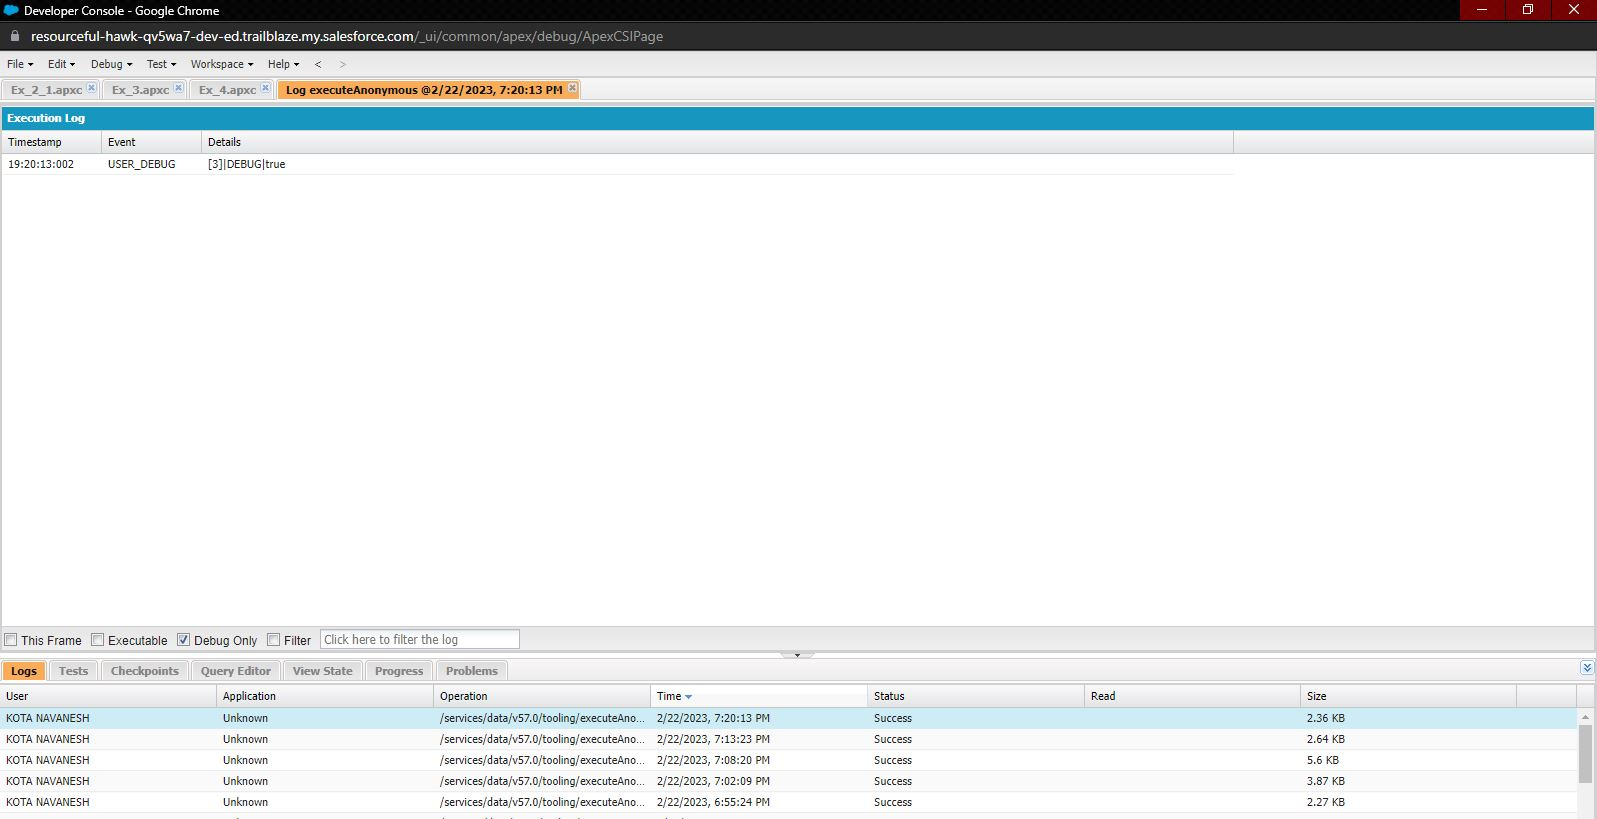 Developer Console - Google Chrome
resourceful-hawk-qv5wa7-dev-ed.trailblaze.my.salesforce.com/_ui/common/apex/debug/ApexCSIPage
File Edit Debug Test Workspace Help < >
Ex_2_1.apxc Ex_3.apxc Ex_4.apxc Log executeAnonymous @2/22/2023, 7:20:13 PM
Execution Log
Timestamp Event Details
19:20:13:002 USER_DEBUG [3]|DEBUG|true
This Frame Executable Debug Only Filter Click here to filter the log
Logs Tests Checkpoints Query Editor View State Progress Problems
User Application Operation Time Status Read Size
KOTA NAVANESH Unknown /services/data/v57.0/tooling/executeAno... 2/22/2023, 7:20:13 PM Success 2.36 KB
KOTA NAVANESH Unknown /services/data/v57.0/tooling/executeAno... 2/22/2023, 7:13:23 PM Success 2.64 KB
KOTA NAVANESH Unknown /services/data/v57.0/tooling/executeAno... 2/22/2023, 7:08:20 PM Success 5.6 KB
KOTA NAVANESH Unknown /services/data/v57.0/tooling/executeAno... 2/22/2023, 7:02:09 PM Success 3.87 KB
KOTA NAVANESH Unknown /services/data/v57.0/tooling/executeAno... 2/22/2023, 6:55:24 PM Success 2.27 KB